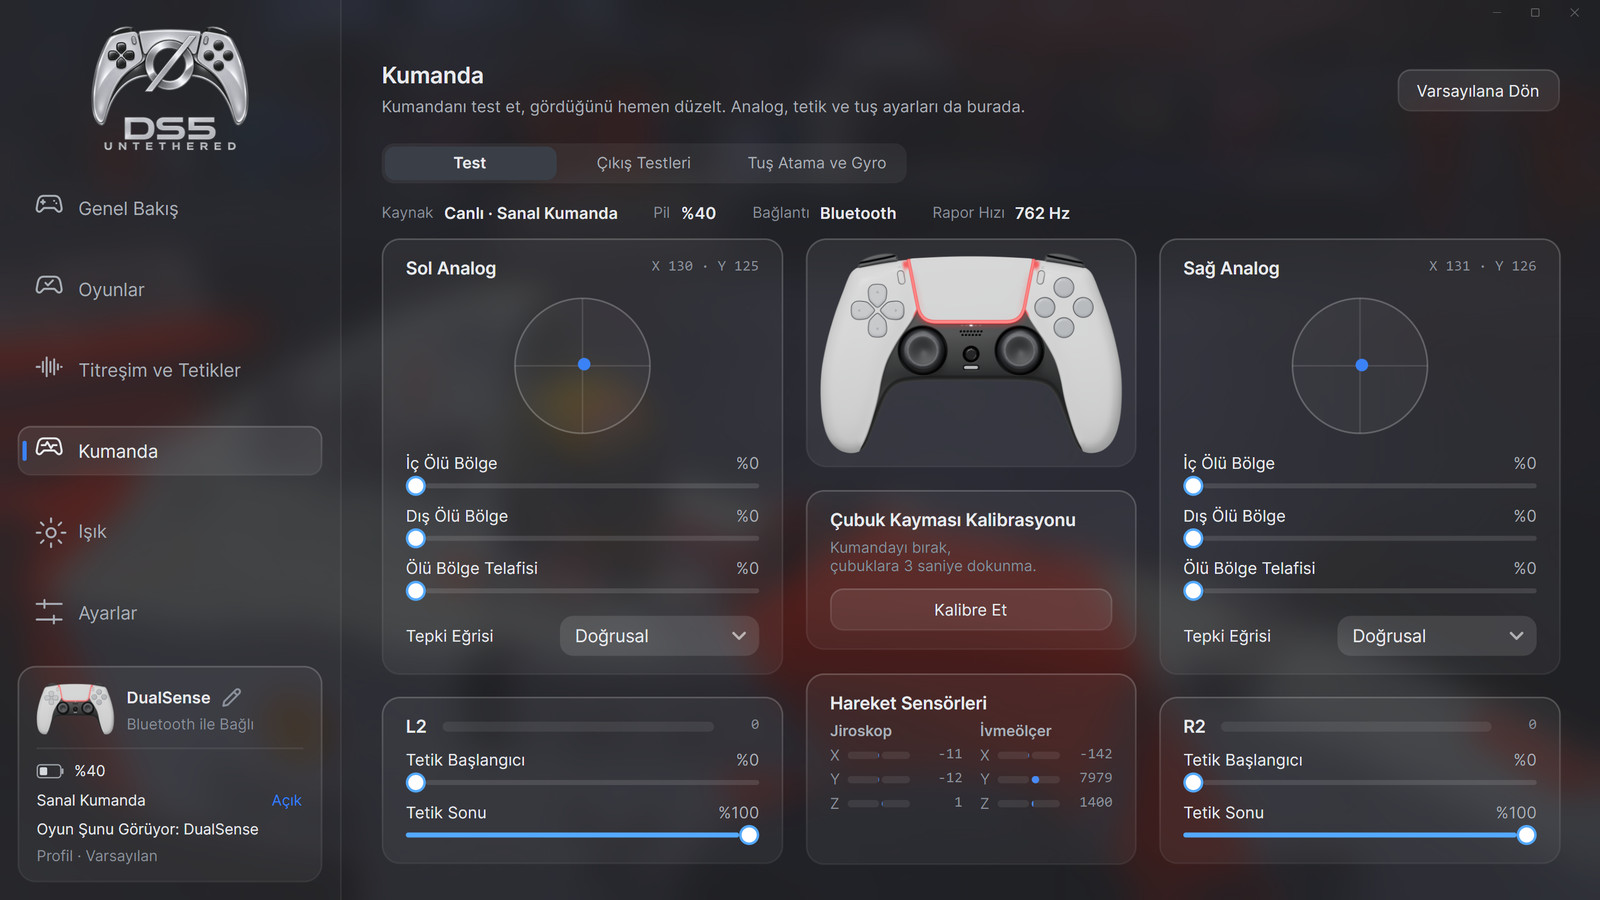 DS5
UNTETHERED
Genel Bakış
Oyunlar
Titreşim ve Tetikler
Kumanda
Işık
Ayarlar
DualSense
Bluetooth ile Bağlı
%40
Sanal Kumanda Açık
Oyun Şunu Görüyor: DualSense
Profil · Varsayılan
Kumanda
Kumandanı test et, gördüğünü hemen düzelt. Analog, tetik ve tuş ayarları da burada.
Varsayılana Dön
Test Çıkış Testleri Tuş Atama ve Gyro
Kaynak Canlı · Sanal Kumanda Pil %40 Bağlantı Bluetooth Rapor Hızı 762 Hz
Sol Analog X 130 · Y 125
İç Ölü Bölge %0
Dış Ölü Bölge %0
Ölü Bölge Telafisi %0
Tepki Eğrisi Doğrusal
L2 0
Tetik Başlangıcı %0
Tetik Sonu %100
Çubuk Kayması Kalibrasyonu
Kumandayı bırak,
çubuklara 3 saniye dokunma.
Kalibre Et
Hareket Sensörleri
Jiroskop İvmeölçer
X -11 X -142
Y -12 Y 7979
Z 1 Z 1400
Sağ Analog X 131 · Y 126
İç Ölü Bölge %0
Dış Ölü Bölge %0
Ölü Bölge Telafisi %0
Tepki Eğrisi Doğrusal
R2 0
Tetik Başlangıcı %0
Tetik Sonu %100